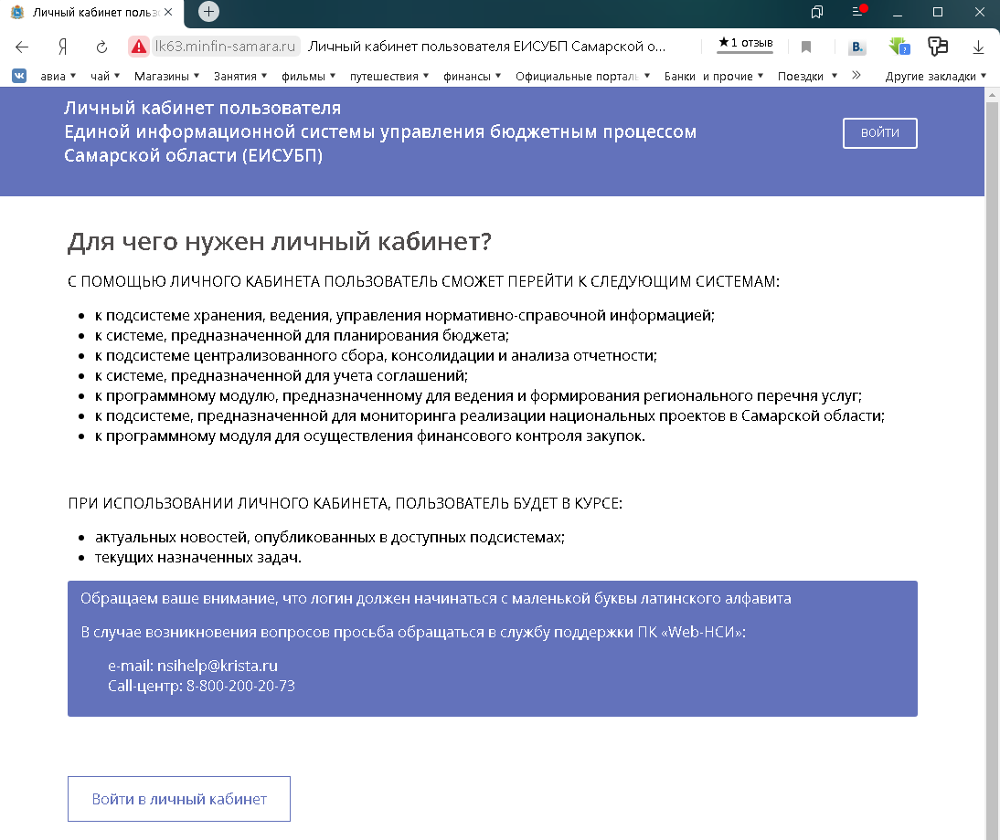 Личный кабинет польз
1 отзыв
lk63.minfin-samara.ru Личный кабинет пользователя ЕИСУБП Самарской о...
авиа чай Магазины Занятия фильмы путешествия финансы Официальные порталь Банки и прочие Поездки Другие закладки
Личный кабинет пользователя
Единой информационной системы управления бюджетным процессом
Самарской области (ЕИСУБП)
ВОЙТИ
Для чего нужен личный кабинет?
С ПОМОЩЬЮ ЛИЧНОГО КАБИНЕТА ПОЛЬЗОВАТЕЛЬ СМОЖЕТ ПЕРЕЙТИ К СЛЕДУЮЩИМ СИСТЕМАМ:
• к подсистеме хранения, ведения, управления нормативно-справочной информацией;
• к системе, предназначенной для планирования бюджета;
• к подсистеме централизованного сбора, консолидации и анализа отчетности;
• к системе, предназначенной для учета соглашений;
• к программному модулю, предназначенному для ведения и формирования регионального перечня услуг;
• к подсистеме, предназначенной для мониторинга реализации национальных проектов в Самарской области;
• к программному модуля для осуществления финансового контроля закупок.
ПРИ ИСПОЛЬЗОВАНИИ ЛИЧНОГО КАБИНЕТА, ПОЛЬЗОВАТЕЛЬ БУДЕТ В КУРСЕ:
• актуальных новостей, опубликованных в доступных подсистемах;
• текущих назначенных задач.
Обращаем ваше внимание, что логин должен начинаться с маленькой буквы латинского алфавита
В случае возникновения вопросов просьба обращаться в службу поддержки ПК «Web-НСИ»:
e-mail: nsihelp@krista.ru
Call-центр: 8-800-200-20-73
Войти в личный кабинет